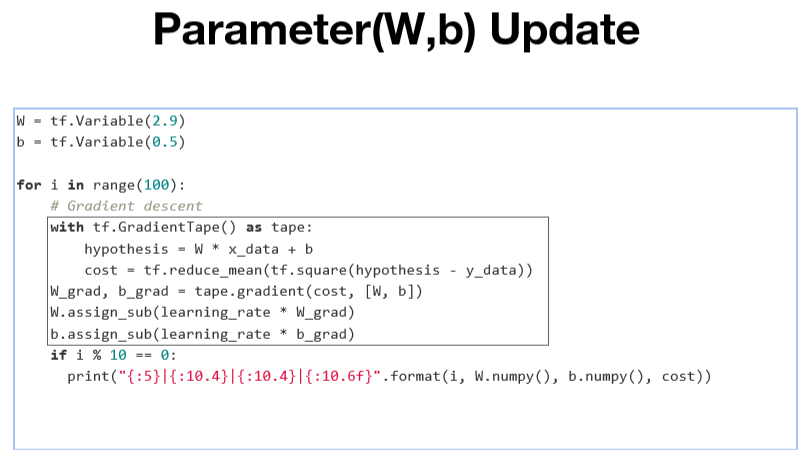 Parameter(W,b) Update
W = tf.Variable(2.9)
b = tf.Variable(0.5)
for i in range(100):
    # Gradient descent
    with tf.GradientTape() as tape:
        hypothesis = W * x_data + b
        cost = tf.reduce_mean(tf.square(hypothesis - y_data))
    W_grad, b_grad = tape.gradient(cost, [W, b])
    W.assign_sub(learning_rate * W_grad)
    b.assign_sub(learning_rate * b_grad)
    if i % 10 == 0:
      print("{:5}|{:10.4}|{:10.4}|{:10.6f}".format(i, W.numpy(), b.numpy(), cost))